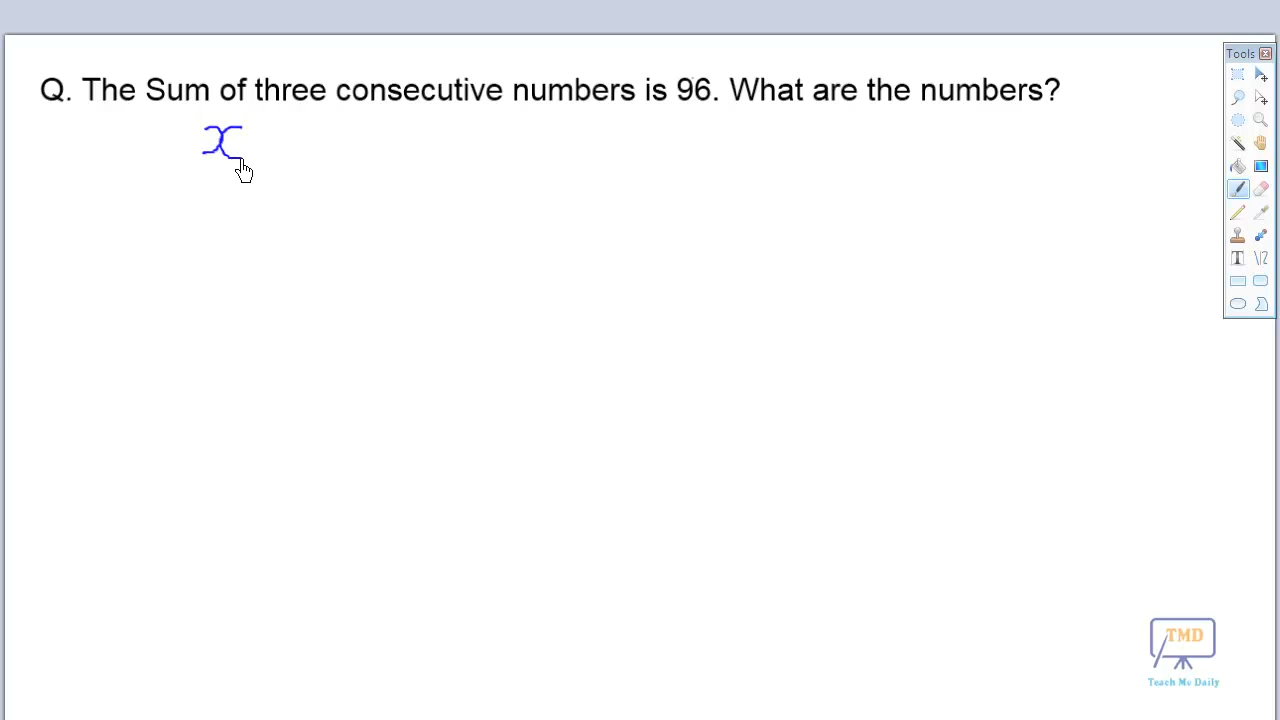 Q. The Sum of three consecutive numbers is 96. What are the numbers?
x
Tools
TMD
Teach Me Daily